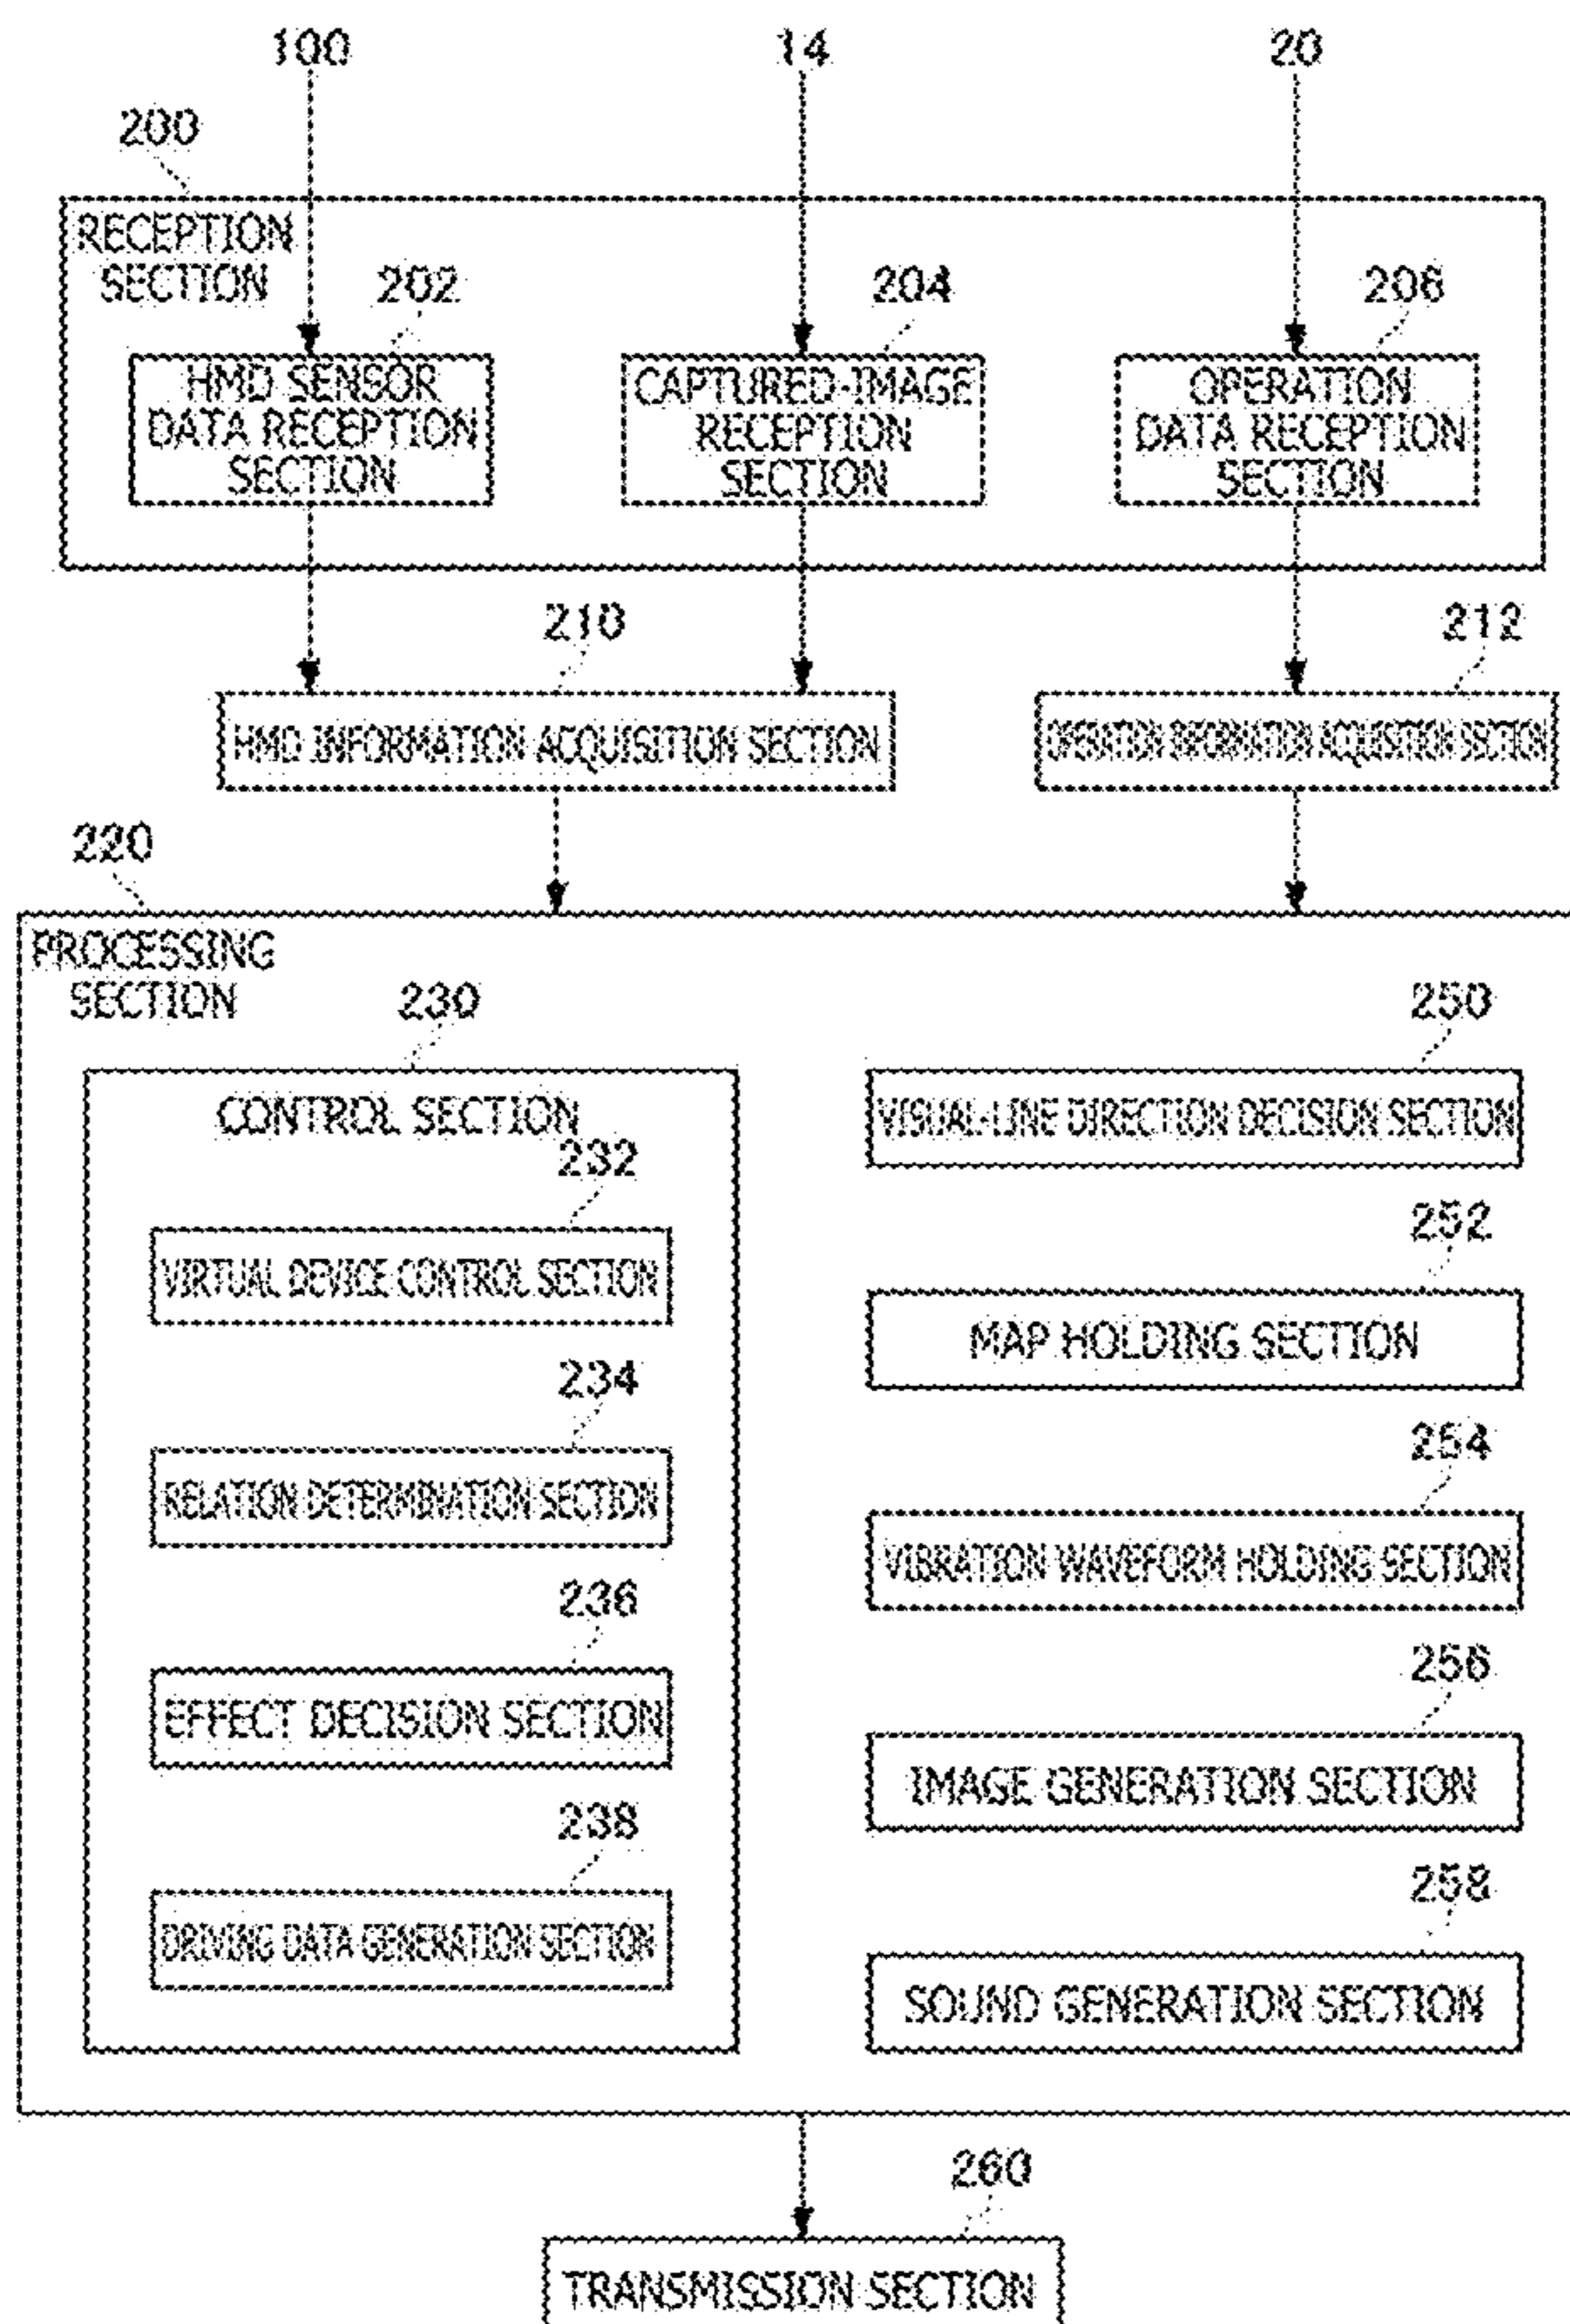 100 14 20
200
RECEPTION
SECTION
202 204 206
HMD SENSOR
DATA RECEPTION
SECTION
CAPTURED-IMAGE
RECEPTION
SECTION
OPERATION
DATA RECEPTION
SECTION
210 212
HMD INFORMATION ACQUISITION SECTION
OPERATION INFORMATION ACQUISITION SECTION
220
PROCESSING
SECTION
230
CONTROL SECTION
232
VIRTUAL DEVICE CONTROL SECTION
234
RELATION DETERMINATION SECTION
236
EFFECT DECISION SECTION
238
DRIVING DATA GENERATION SECTION
250
VISUAL-LINE DIRECTION DECISION SECTION
252
MAP HOLDING SECTION
254
VIBRATION WAVEFORM HOLDING SECTION
256
IMAGE GENERATION SECTION
258
SOUND GENERATION SECTION
260
TRANSMISSION SECTION